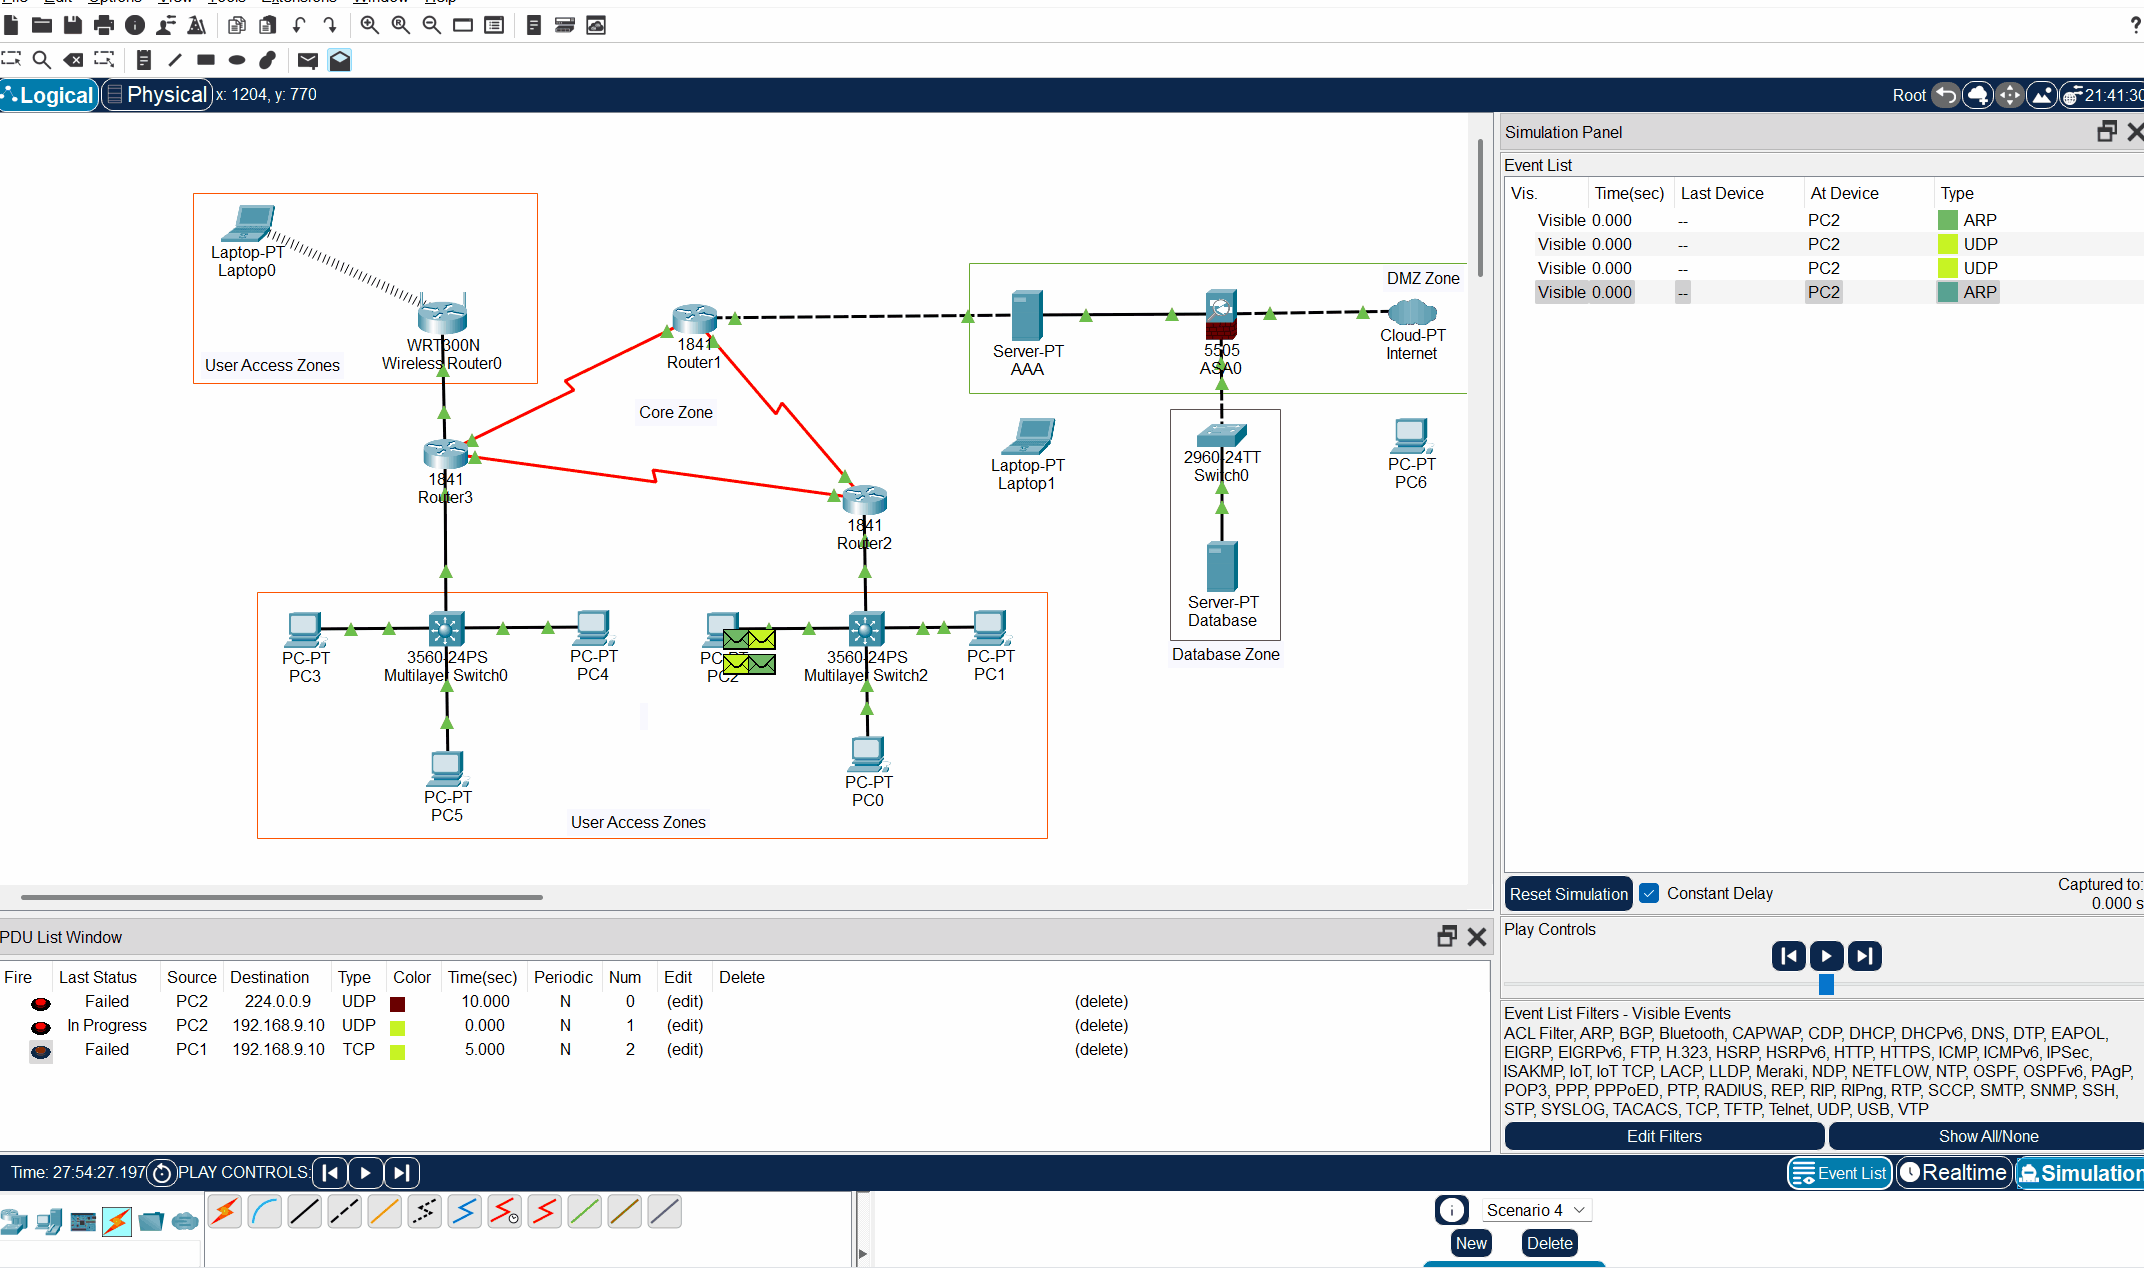 File Edit Options View Tools Extensions Window Help
Logical Physical x: 1204, y: 770 Root 21:41:30
Simulation Panel
Event List
Vis. Time(sec) Last Device At Device Type
Visible 0.000 -- PC2 ARP
Visible 0.000 -- PC2 UDP
Visible 0.000 -- PC2 UDP
Visible 0.000 -- PC2 ARP
Laptop-PT
Laptop0
WRT300N
Wireless Router0
User Access Zones
1841
Router1
Core Zone
DMZ Zone
Server-PT
AAA
5505
ASA0
Cloud-PT
Internet
1841
Router3
1841
Router2
Laptop-PT
Laptop1
2960-24TT
Switch0
PC-PT
PC6
Server-PT
Database
Database Zone
PC-PT
PC3
3560-24PS
Multilayer Switch0
PC-PT
PC4
PC-PT
PC2
3560-24PS
Multilayer Switch2
PC-PT
PC1
PC-PT
PC5
PC-PT
PC0
User Access Zones
Reset Simulation Constant Delay Captured to:
0.000 s
Play Controls
Event List Filters - Visible Events
ACL Filter, ARP, BGP, Bluetooth, CAPWAP, CDP, DHCP, DHCPv6, DNS, DTP, EAPOL,
EIGRP, EIGRPv6, FTP, H.323, HSRP, HSRPv6, HTTP, HTTPS, ICMP, ICMPv6, IPSec,
ISAKMP, IoT, IoT TCP, LACP, LLDP, Meraki, NDP, NETFLOW, NTP, OSPF, OSPFv6, PAgP,
POP3, PPP, PPPoED, PTP, RADIUS, REP, RIP, RIPng, RTP, SCCP, SMTP, SNMP, SSH,
STP, SYSLOG, TACACS, TCP, TFTP, Telnet, UDP, USB, VTP
Edit Filters Show All/None
PDU List Window
Fire Last Status Source Destination Type Color Time(sec) Periodic Num Edit Delete
Failed PC2 224.0.0.9 UDP 10.000 N 0 (edit) (delete)
In Progress PC2 192.168.9.10 UDP 0.000 N 1 (edit) (delete)
Failed PC1 192.168.9.10 TCP 5.000 N 2 (edit) (delete)
Time: 27:54:27.197 PLAY CONTROLS: Event List Realtime Simulation
Scenario 4
New Delete